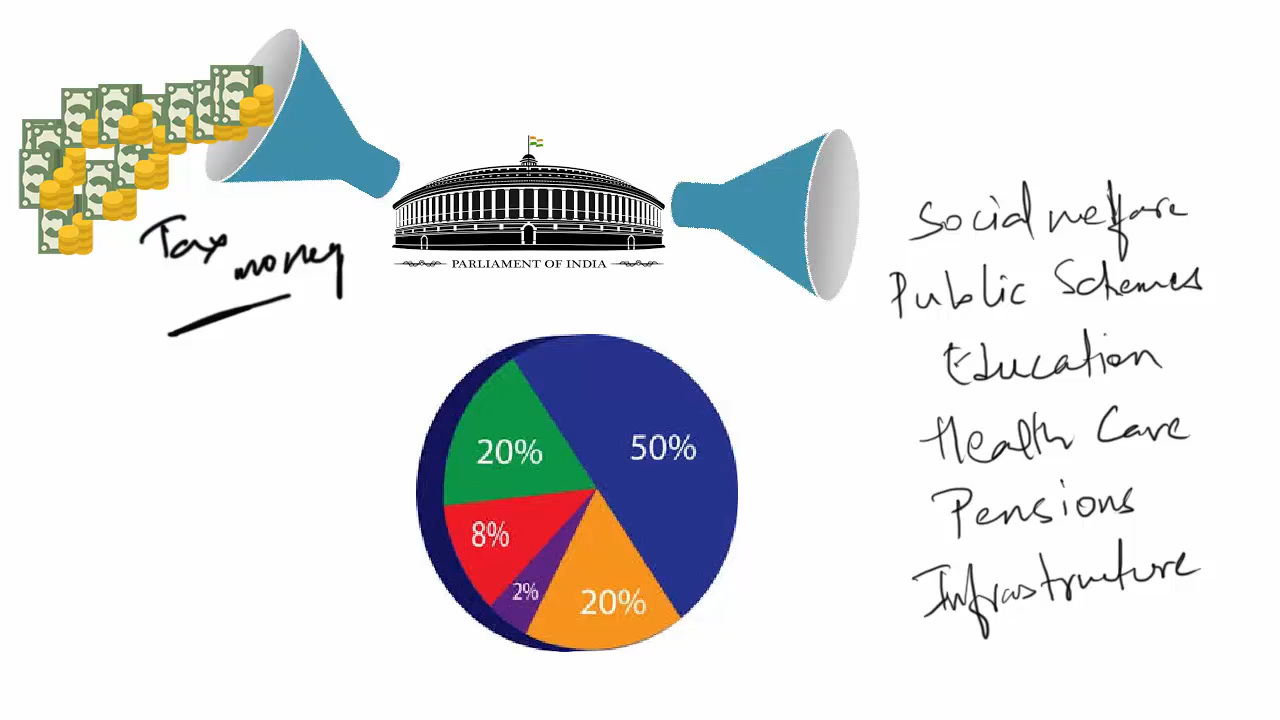 Tax
money
PARLIAMENT OF INDIA
Social welfare
Public Schemes
Education
Health Care
Pensions
Infrastructure
50%
20%
8%
2%
20%